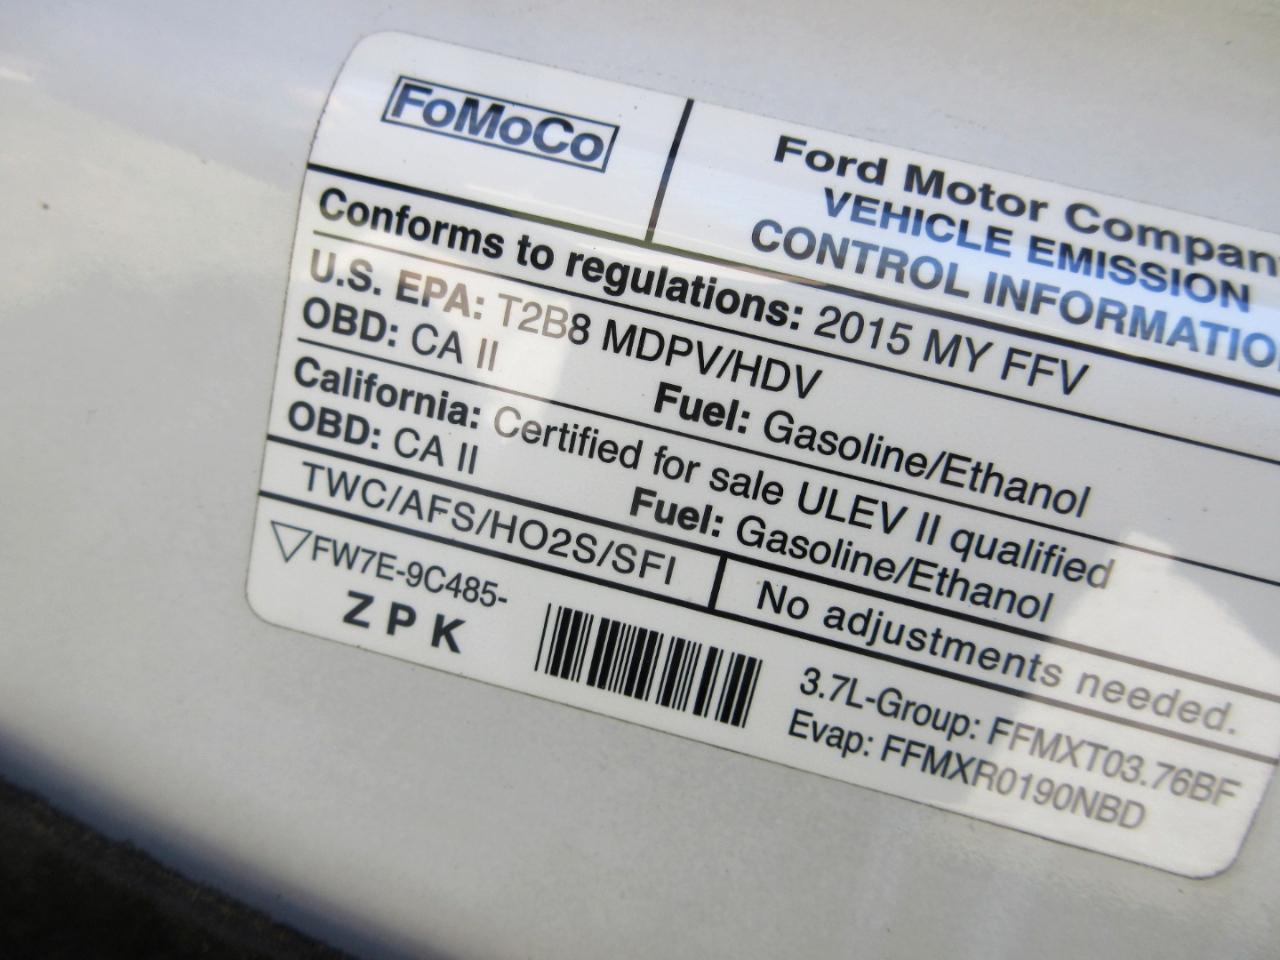 FoMoCo
Ford Motor Company
VEHICLE EMISSION
CONTROL INFORMATIO
Conforms to regulations: 2015 MY FFV
U.S. EPA: T2B8 MDPV/HDV
OBD: CA II Fuel: Gasoline/Ethanol
California: Certified for sale ULEV II qualified
OBD: CA II Fuel: Gasoline/Ethanol
TWC/AFS/HO2S/SFI No adjustments needed.
FW7E-9C485-
ZPK
3.7L-Group: FFMXT03.76BF
Evap: FFMXR0190NBD